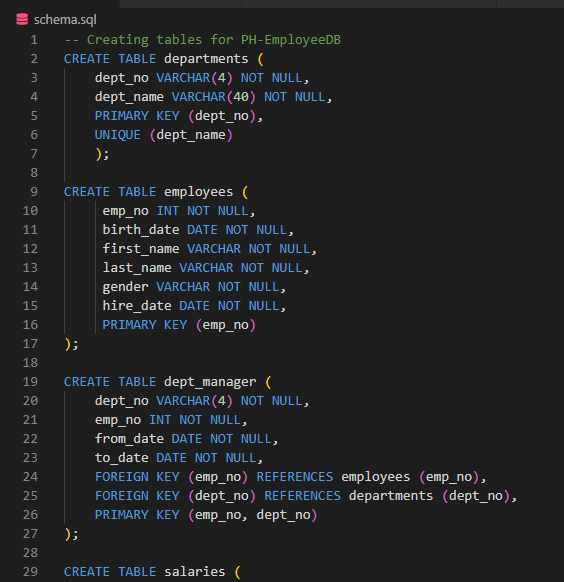 schema.sql
1 -- Creating tables for PH-EmployeeDB
2 CREATE TABLE departments (
3     dept_no VARCHAR(4) NOT NULL,
4     dept_name VARCHAR(40) NOT NULL,
5     PRIMARY KEY (dept_no),
6     UNIQUE (dept_name)
7     );
8
9 CREATE TABLE employees (
10      emp_no INT NOT NULL,
11      birth_date DATE NOT NULL,
12      first_name VARCHAR NOT NULL,
13      last_name VARCHAR NOT NULL,
14      gender VARCHAR NOT NULL,
15      hire_date DATE NOT NULL,
16      PRIMARY KEY (emp_no)
17 );
18
19 CREATE TABLE dept_manager (
20     dept_no VARCHAR(4) NOT NULL,
21     emp_no INT NOT NULL,
22     from_date DATE NOT NULL,
23     to_date DATE NOT NULL,
24     FOREIGN KEY (emp_no) REFERENCES employees (emp_no),
25     FOREIGN KEY (dept_no) REFERENCES departments (dept_no),
26     PRIMARY KEY (emp_no, dept_no)
27 );
28
29 CREATE TABLE salaries (